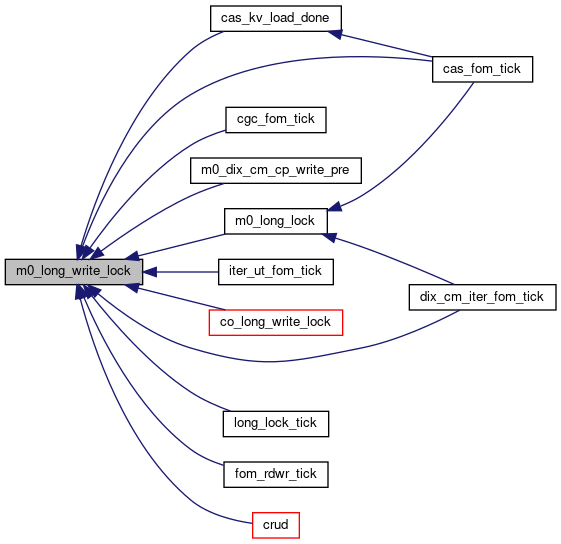 cas_kv_load_done
cas_fom_tick
cgc_fom_tick
m0_dix_cm_cp_write_pre
m0_long_lock
m0_long_write_lock
iter_ut_fom_tick
dix_cm_iter_fom_tick
co_long_write_lock
long_lock_tick
fom_rdwr_tick
crud